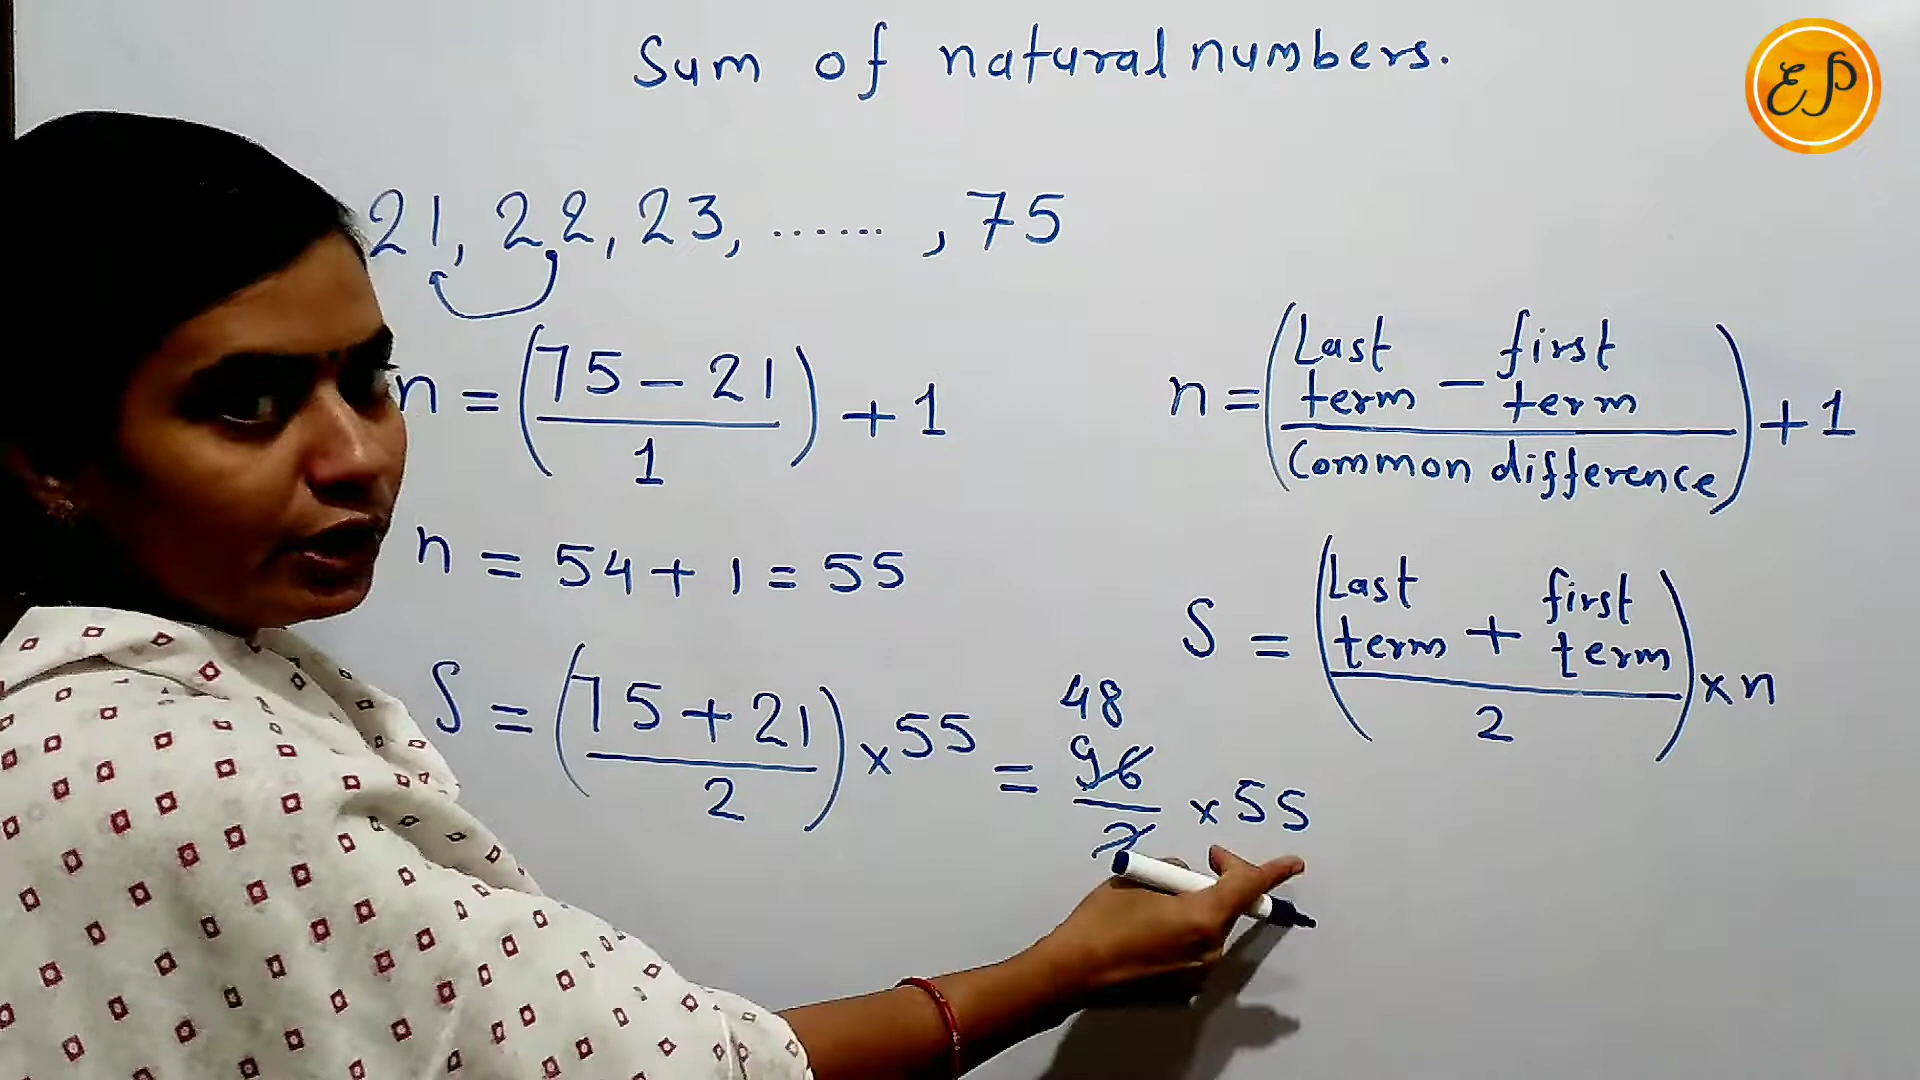 Sum of natural numbers.
EP
21, 22, 23, ......, 75
n = (75 - 21 / 1) + 1
n = (Last term - first term / Common difference) + 1
n = 54 + 1 = 55
S = (Last term + first term / 2) × n
S = (75 + 21 / 2) × 55 = 96 / 2 × 55
48